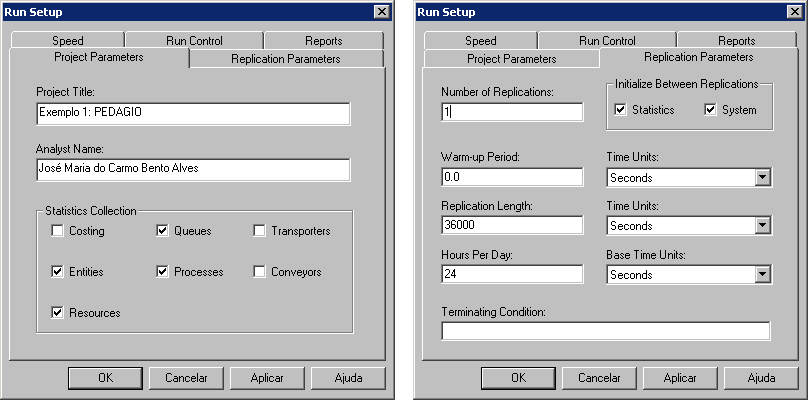 Run Setup
Speed Run Control Reports
Project Parameters Replication Parameters
Project Title:
Exemplo 1: PEDAGIO
Analyst Name:
José Maria do Carmo Bento Alves
Statistics Collection
Costing Queues Transporters
Entities Processes Conveyors
Resources
OK Cancelar Aplicar Ajuda
Run Setup
Speed Run Control Reports
Project Parameters Replication Parameters
Number of Replications:
1
Initialize Between Replications
Statistics System
Warm-up Period: Time Units:
0.0 Seconds
Replication Length: Time Units:
36000 Seconds
Hours Per Day: Base Time Units:
24 Seconds
Terminating Condition:
OK Cancelar Aplicar Ajuda